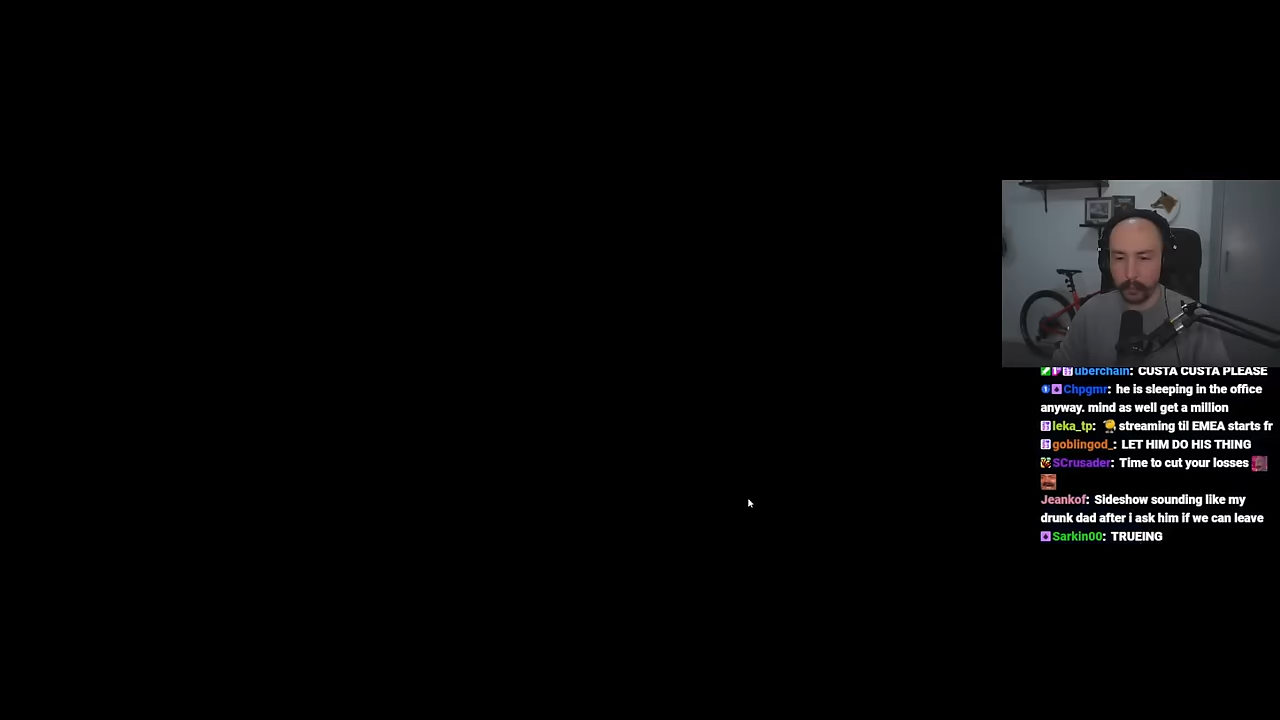 uberchain: CUSTA CUSTA PLEASE
Chpgmr: he is sleeping in the office
anyway. mind as well get a million
leka_tp: streaming til EMEA starts fr
goblingod_: LET HIM DO HIS THING
SCrusader: Time to cut your losses
Jeankof: Sideshow sounding like my
drunk dad after i ask him if we can leave
Sarkin00: TRUEING